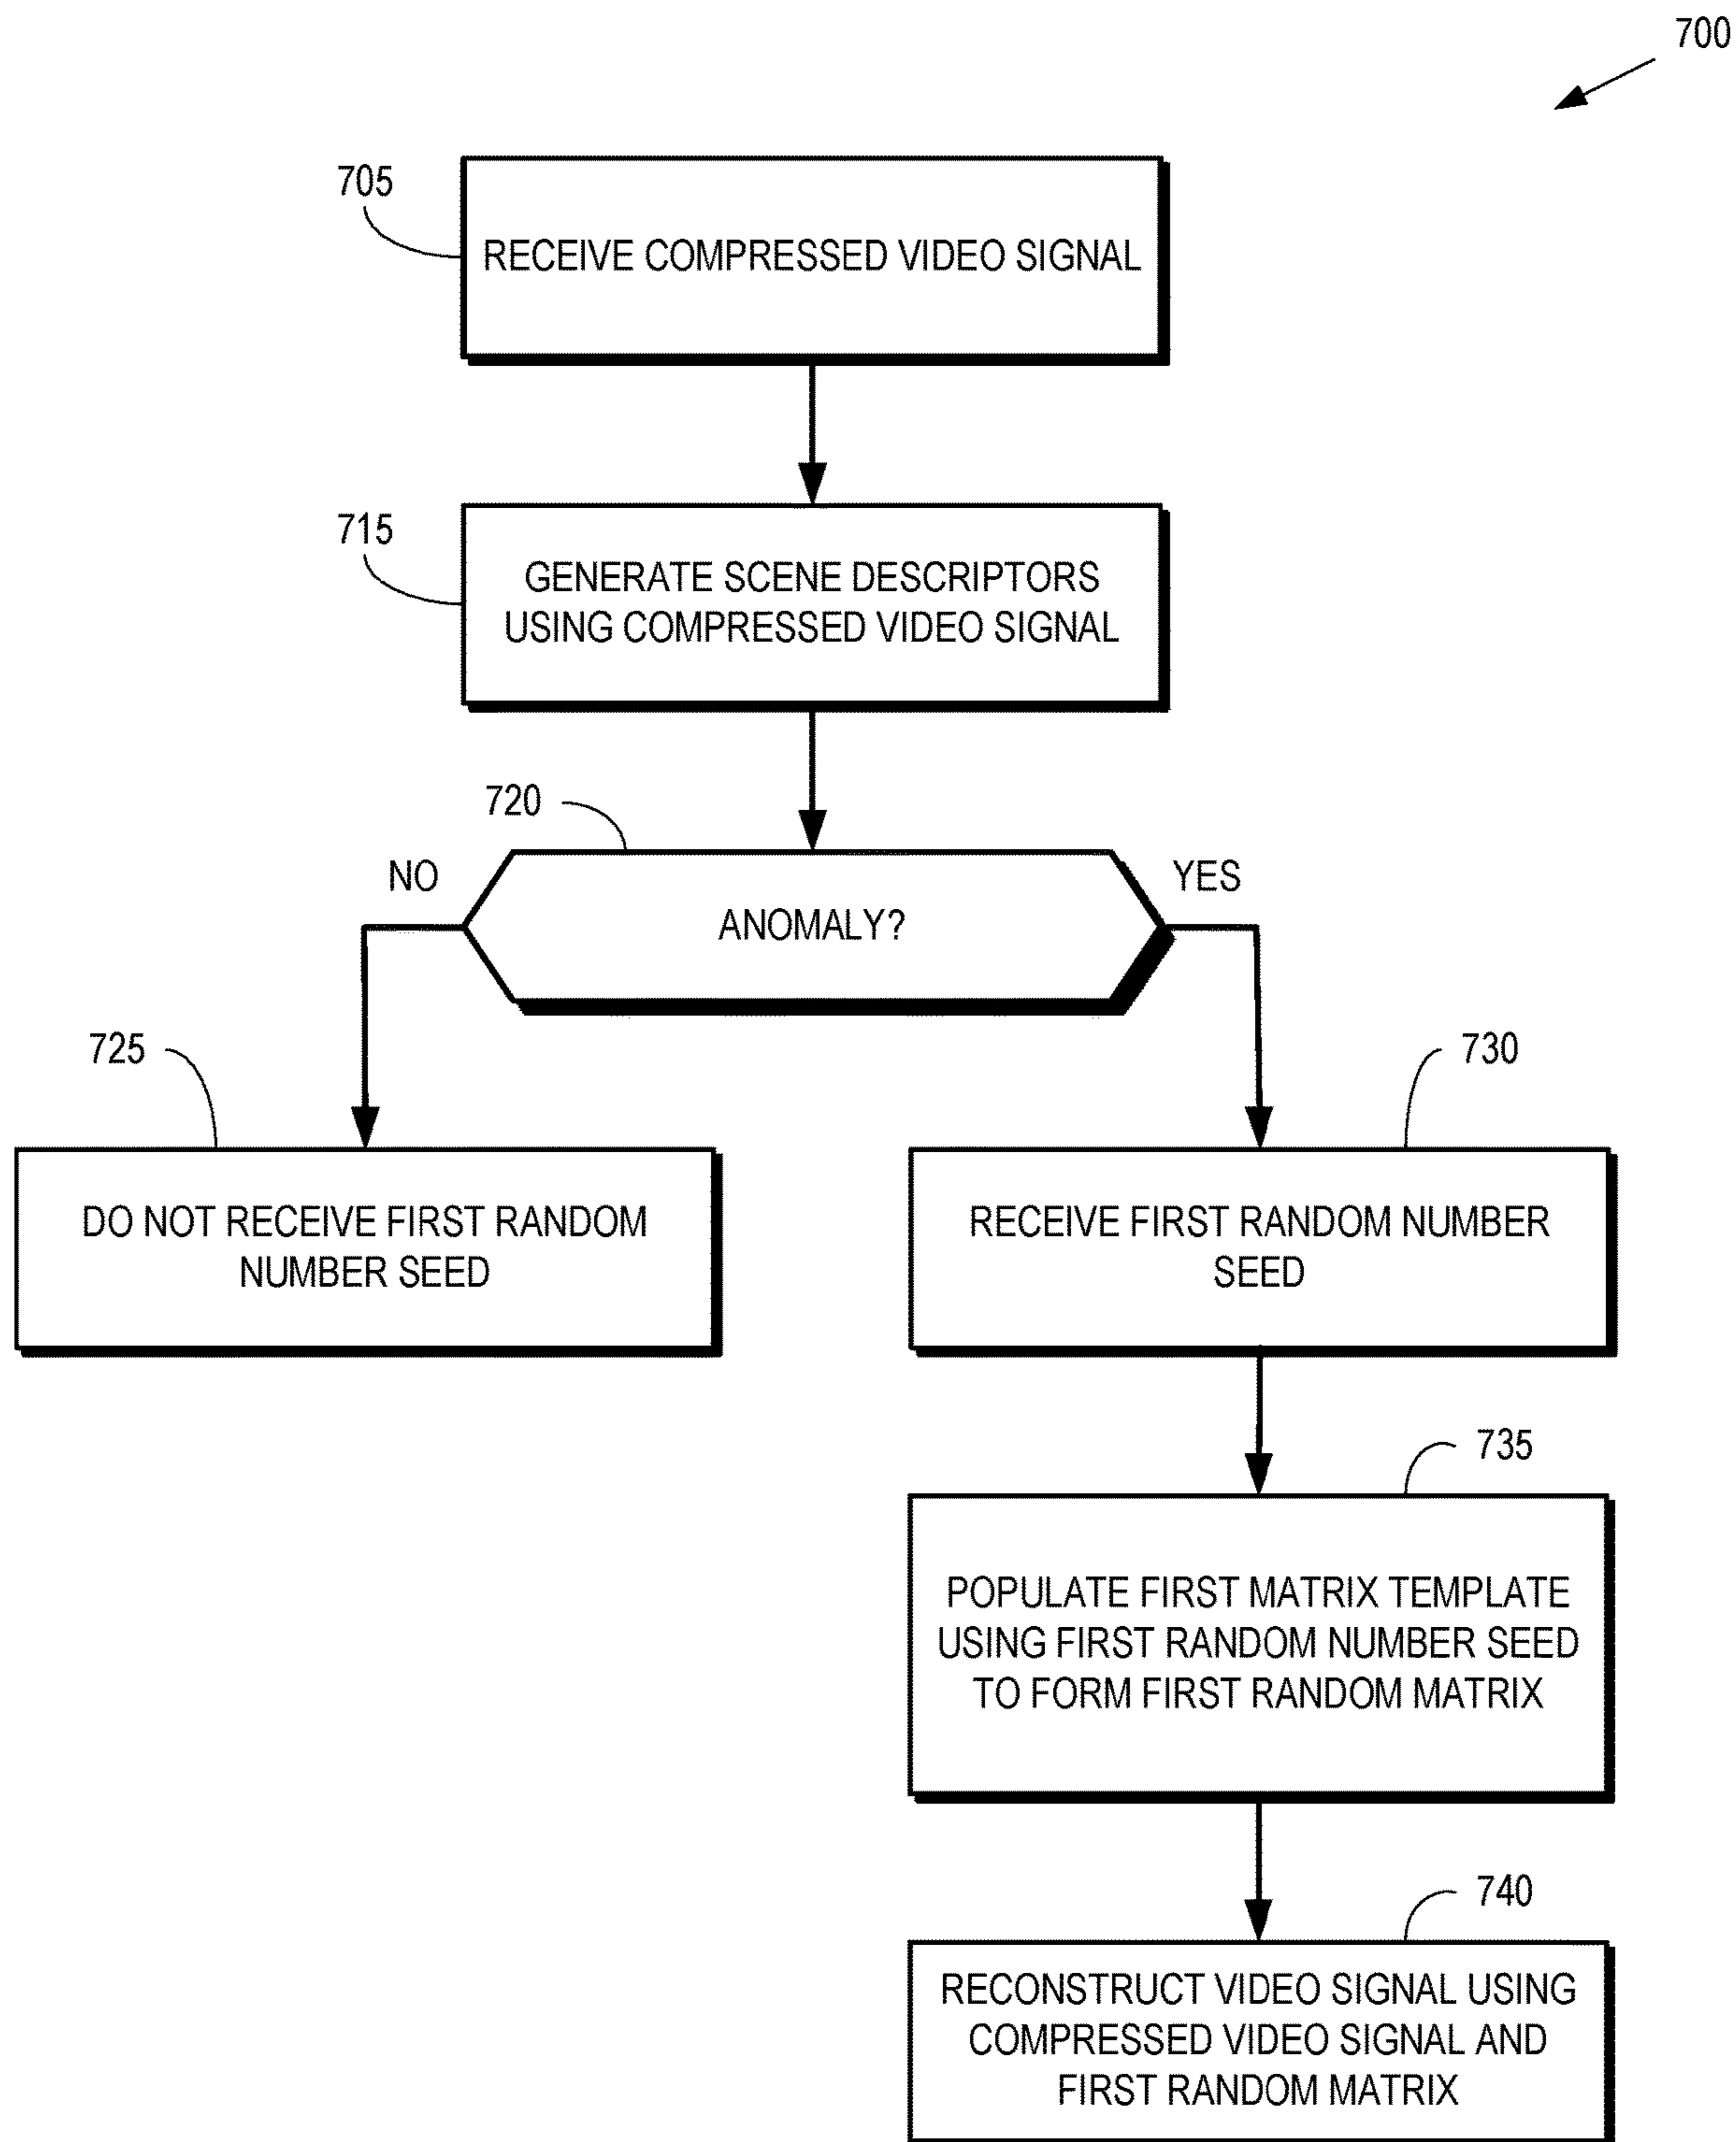 700
705
RECEIVE COMPRESSED VIDEO SIGNAL
715
GENERATE SCENE DESCRIPTORS
USING COMPRESSED VIDEO SIGNAL
720
NO
YES
ANOMALY?
725
730
DO NOT RECEIVE FIRST RANDOM
NUMBER SEED
RECEIVE FIRST RANDOM NUMBER
SEED
735
POPULATE FIRST MATRIX TEMPLATE
USING FIRST RANDOM NUMBER SEED
TO FORM FIRST RANDOM MATRIX
740
RECONSTRUCT VIDEO SIGNAL USING
COMPRESSED VIDEO SIGNAL AND
FIRST RANDOM MATRIX